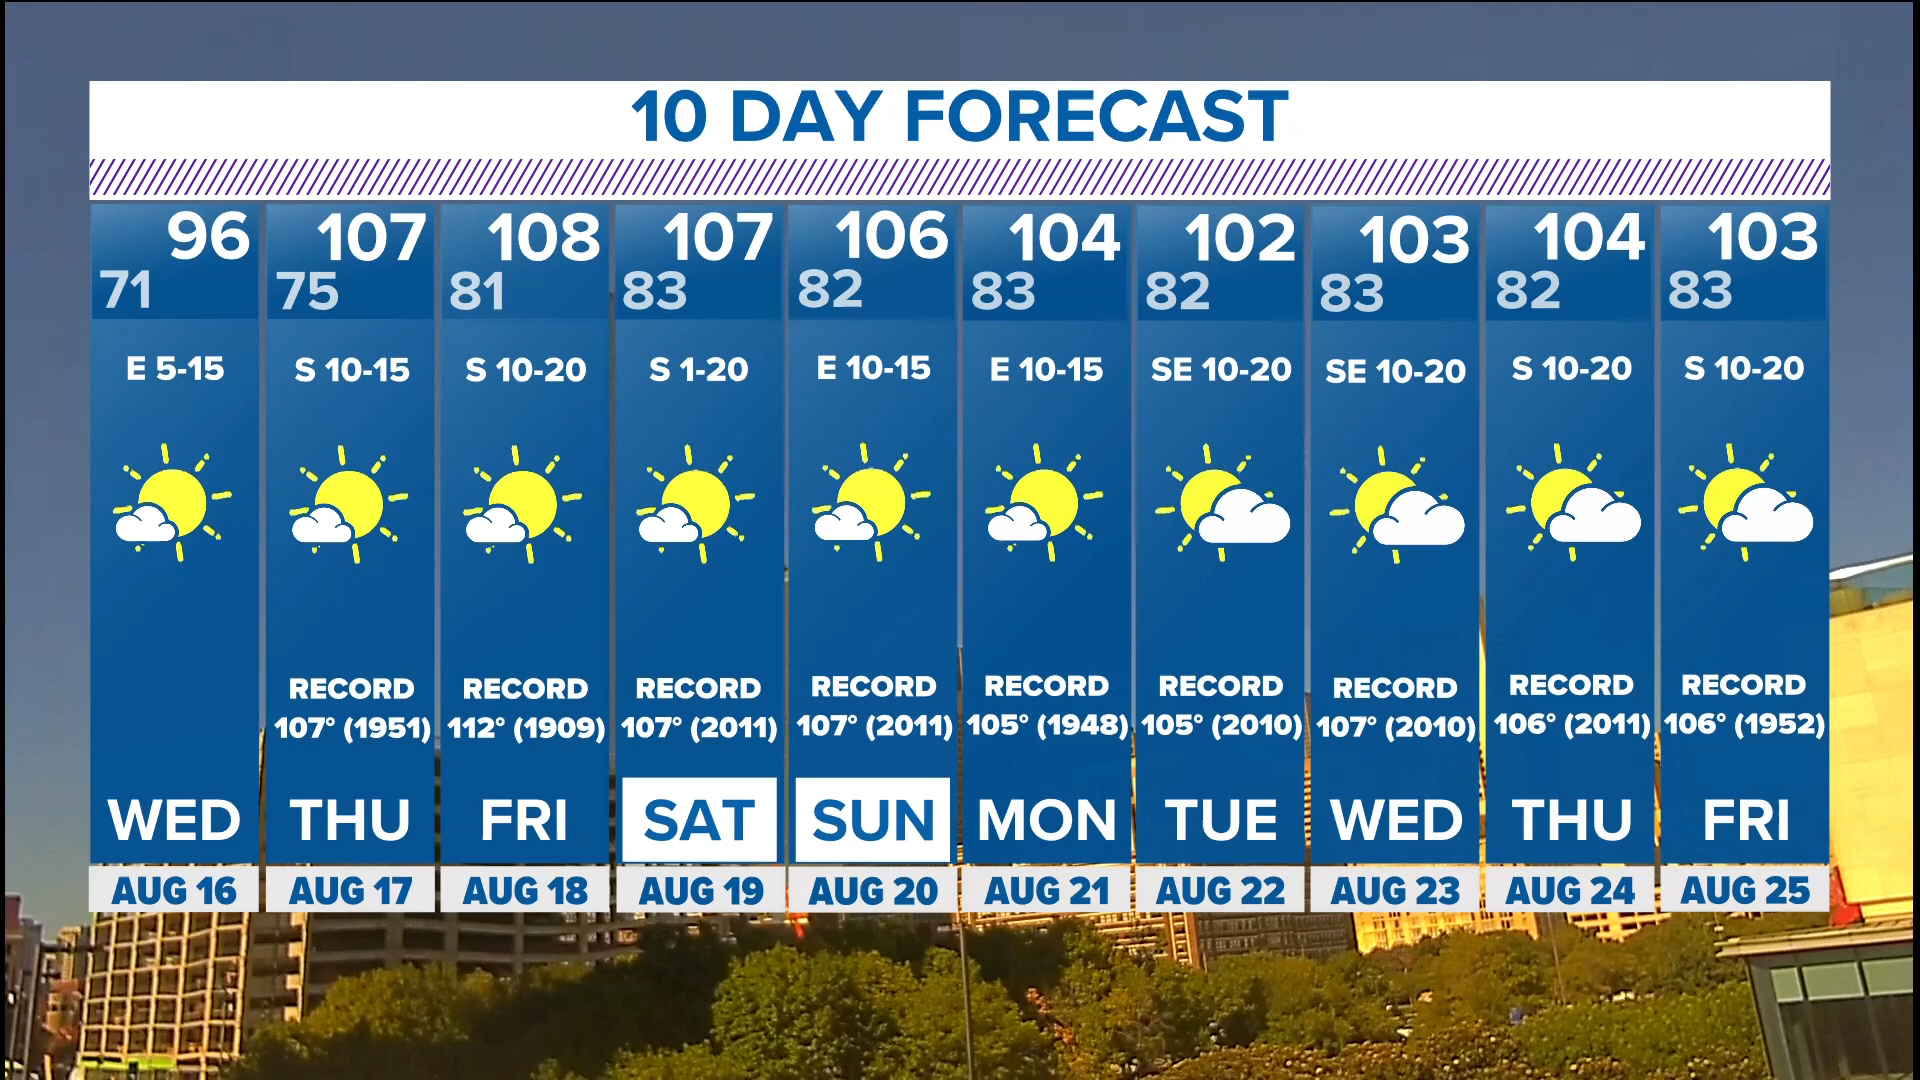 10 DAY FORECAST
96 107 108 107 106 104 102 103 104 103
71 75 81 83 82 83 82 83 82 83
E 5-15 S 10-15 S 10-20 S 1-20 E 10-15 E 10-15 SE 10-20 SE 10-20 S 10-20 S 10-20
RECORD RECORD RECORD RECORD RECORD RECORD RECORD RECORD RECORD
107° (1951) 112° (1909) 107° (2011) 107° (2011) 105° (1948) 105° (2010) 107° (2010) 106° (2011) 106° (1952)
WED THU FRI SAT SUN MON TUE WED THU FRI
AUG 16 AUG 17 AUG 18 AUG 19 AUG 20 AUG 21 AUG 22 AUG 23 AUG 24 AUG 25